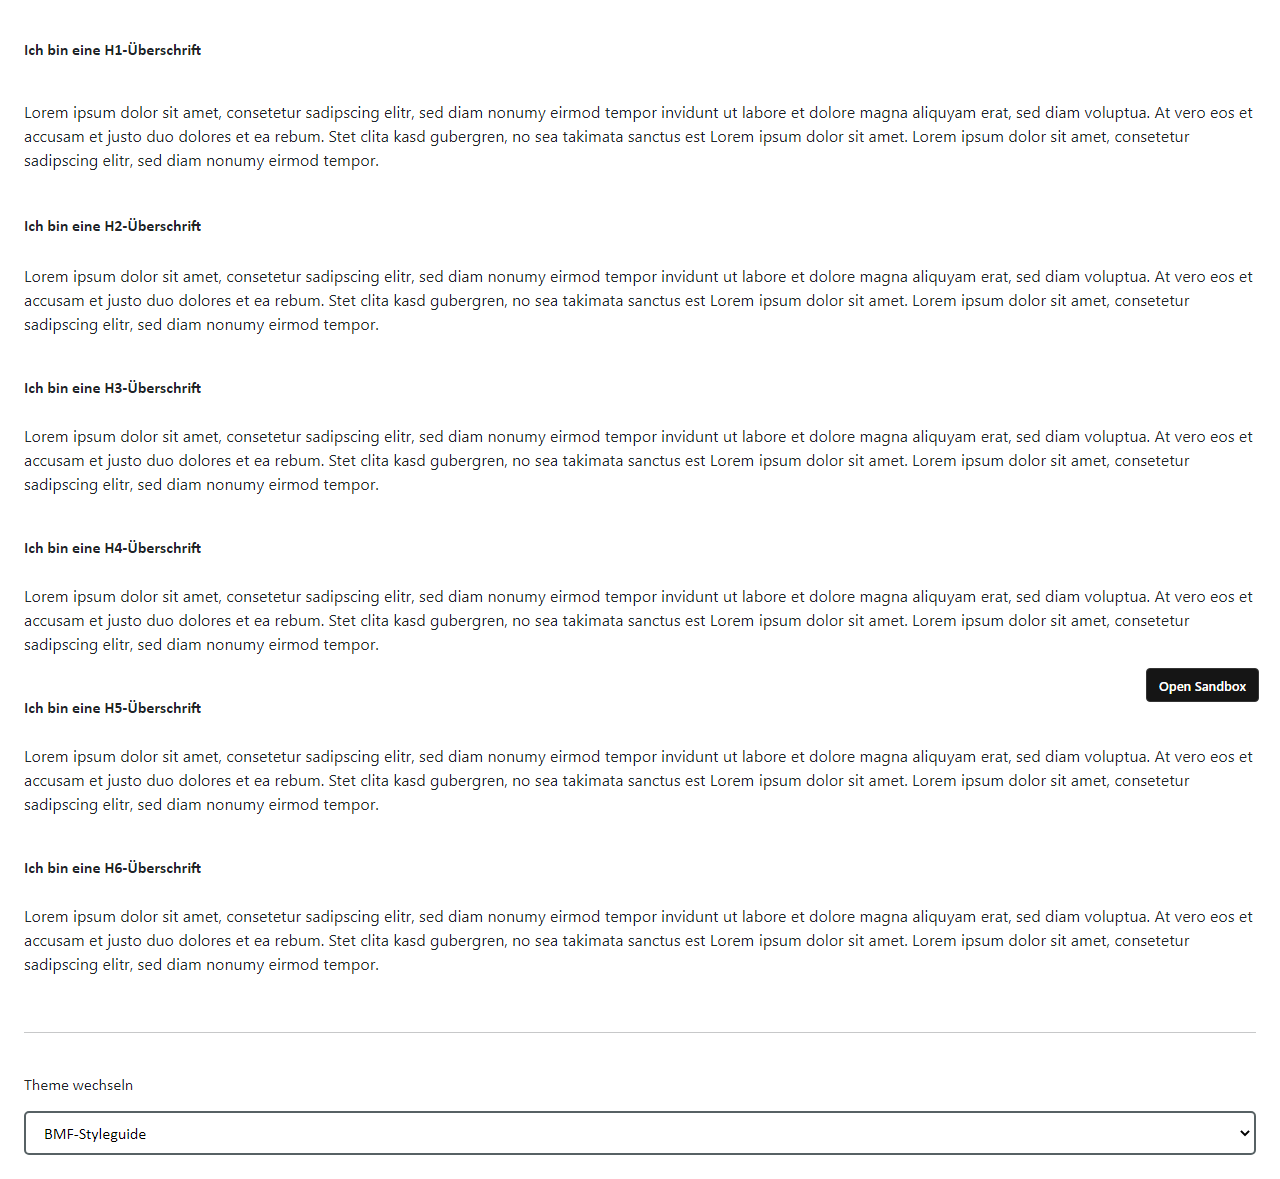 Ich bin eine H1-Überschrift
Lorem ipsum dolor sit amet, consetetur sadipscing elitr, sed diam nonumy eirmod tempor invidunt ut labore et dolore magna aliquyam erat, sed diam voluptua. At vero eos et
accusam et justo duo dolores et ea rebum. Stet clita kasd gubergren, no sea takimata sanctus est Lorem ipsum dolor sit amet. Lorem ipsum dolor sit amet, consetetur
sadipscing elitr, sed diam nonumy eirmod tempor.
Ich bin eine H2-Überschrift
Lorem ipsum dolor sit amet, consetetur sadipscing elitr, sed diam nonumy eirmod tempor invidunt ut labore et dolore magna aliquyam erat, sed diam voluptua. At vero eos et
accusam et justo duo dolores et ea rebum. Stet clita kasd gubergren, no sea takimata sanctus est Lorem ipsum dolor sit amet. Lorem ipsum dolor sit amet, consetetur
sadipscing elitr, sed diam nonumy eirmod tempor.
Ich bin eine H3-Überschrift
Lorem ipsum dolor sit amet, consetetur sadipscing elitr, sed diam nonumy eirmod tempor invidunt ut labore et dolore magna aliquyam erat, sed diam voluptua. At vero eos et
accusam et justo duo dolores et ea rebum. Stet clita kasd gubergren, no sea takimata sanctus est Lorem ipsum dolor sit amet. Lorem ipsum dolor sit amet, consetetur
sadipscing elitr, sed diam nonumy eirmod tempor.
Ich bin eine H4-Überschrift
Lorem ipsum dolor sit amet, consetetur sadipscing elitr, sed diam nonumy eirmod tempor invidunt ut labore et dolore magna aliquyam erat, sed diam voluptua. At vero eos et
accusam et justo duo dolores et ea rebum. Stet clita kasd gubergren, no sea takimata sanctus est Lorem ipsum dolor sit amet. Lorem ipsum dolor sit amet, consetetur
sadipscing elitr, sed diam nonumy eirmod tempor.
Open Sandbox
Ich bin eine H5-Überschrift
Lorem ipsum dolor sit amet, consetetur sadipscing elitr, sed diam nonumy eirmod tempor invidunt ut labore et dolore magna aliquyam erat, sed diam voluptua. At vero eos et
accusam et justo duo dolores et ea rebum. Stet clita kasd gubergren, no sea takimata sanctus est Lorem ipsum dolor sit amet. Lorem ipsum dolor sit amet, consetetur
sadipscing elitr, sed diam nonumy eirmod tempor.
Ich bin eine H6-Überschrift
Lorem ipsum dolor sit amet, consetetur sadipscing elitr, sed diam nonumy eirmod tempor invidunt ut labore et dolore magna aliquyam erat, sed diam voluptua. At vero eos et
accusam et justo duo dolores et ea rebum. Stet clita kasd gubergren, no sea takimata sanctus est Lorem ipsum dolor sit amet. Lorem ipsum dolor sit amet, consetetur
sadipscing elitr, sed diam nonumy eirmod tempor.
Theme wechseln
BMF-Styleguide